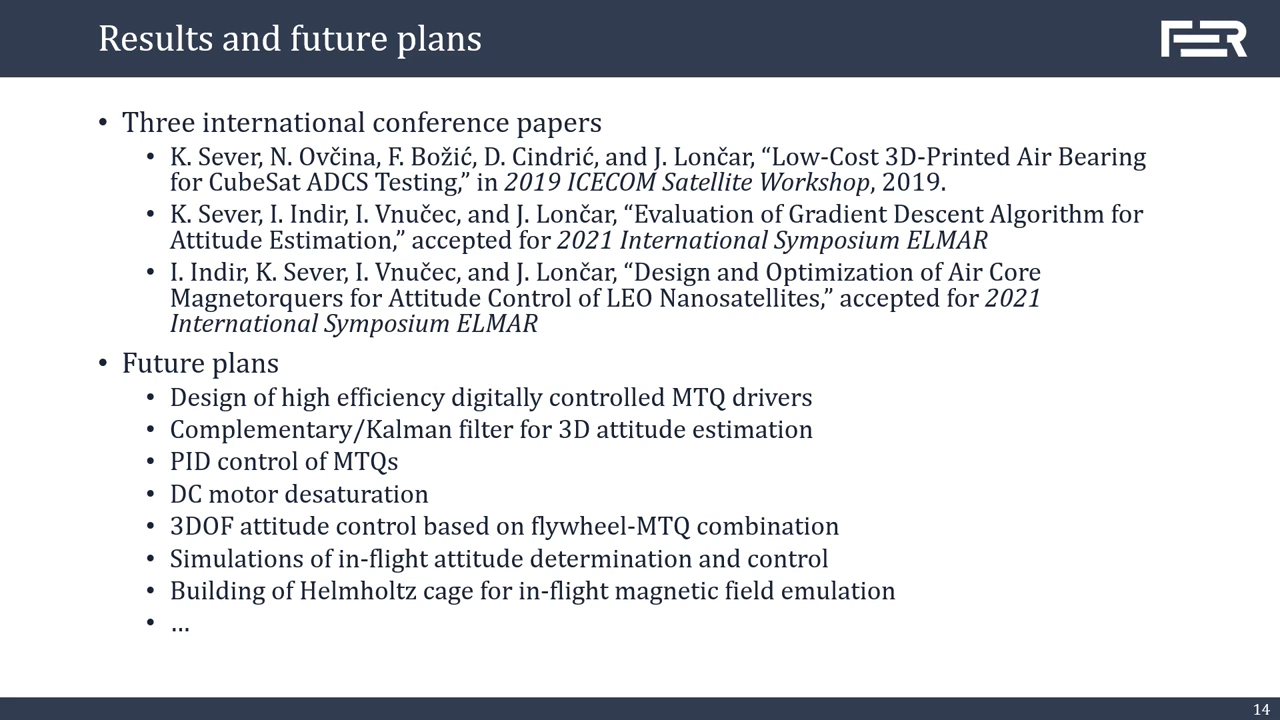 Results and future plans
FER
• Three international conference papers
• K. Sever, N. Ovčina, F. Božić, D. Cindrić, and J. Lončar, “Low-Cost 3D-Printed Air Bearing
for CubeSat ADCS Testing,” in 2019 ICECOM Satellite Workshop, 2019.
• K. Sever, I. Indir, I. Vnučec, and J. Lončar, “Evaluation of Gradient Descent Algorithm for
Attitude Estimation,” accepted for 2021 International Symposium ELMAR
• I. Indir, K. Sever, I. Vnučec, and J. Lončar, “Design and Optimization of Air Core
Magnetorquers for Attitude Control of LEO Nanosatellites,” accepted for 2021
International Symposium ELMAR
• Future plans
• Design of high efficiency digitally controlled MTQ drivers
• Complementary/Kalman filter for 3D attitude estimation
• PID control of MTQs
• DC motor desaturation
• 3DOF attitude control based on flywheel-MTQ combination
• Simulations of in-flight attitude determination and control
• Building of Helmholtz cage for in-flight magnetic field emulation
• …
14